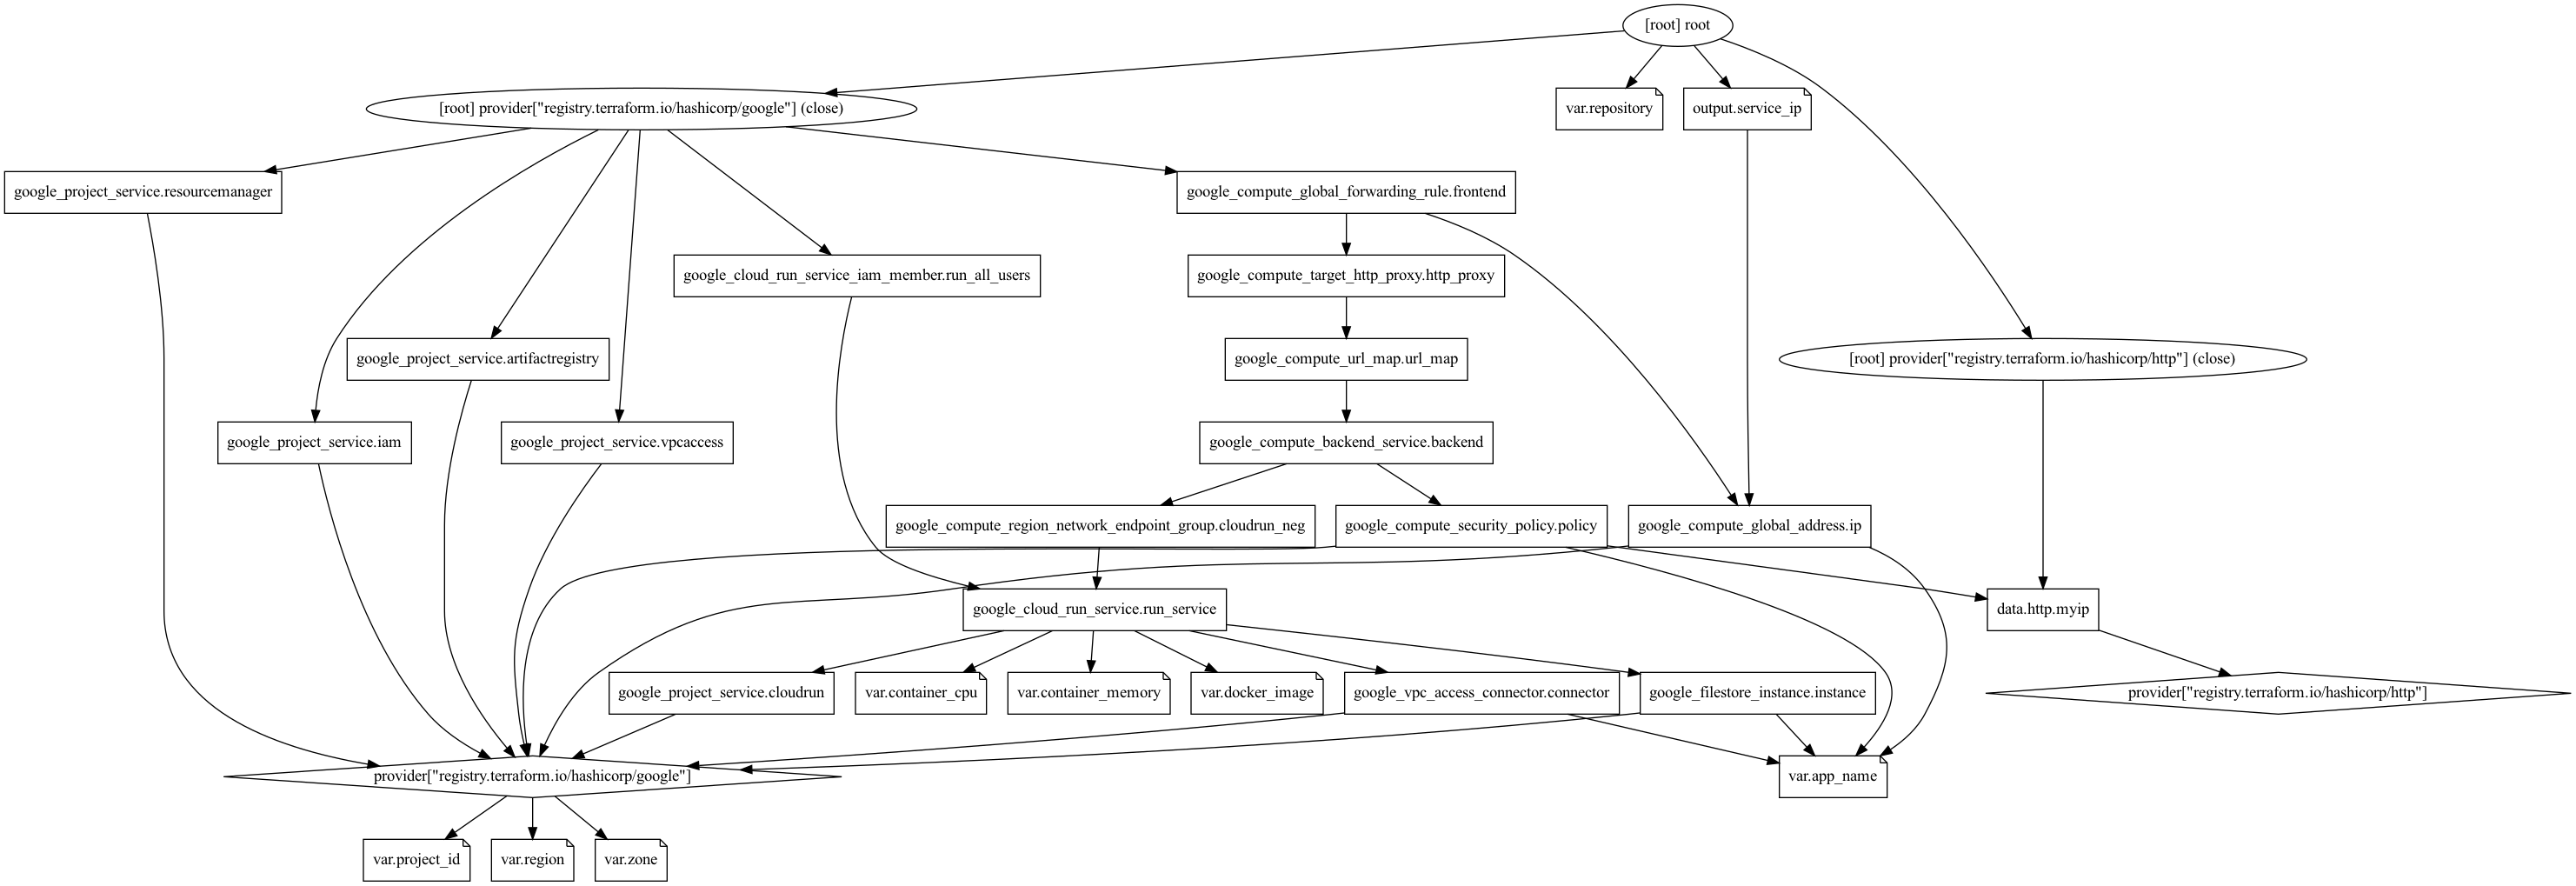 [root] root
[root] provider["registry.terraform.io/hashicorp/google"] (close)
var.repository
output.service_ip
google_project_service.resourcemanager
google_compute_global_forwarding_rule.frontend
google_cloud_run_service_iam_member.run_all_users
google_compute_target_http_proxy.http_proxy
google_project_service.artifactregistry
google_compute_url_map.url_map
[root] provider["registry.terraform.io/hashicorp/http"] (close)
google_project_service.iam
google_project_service.vpcaccess
google_compute_backend_service.backend
google_compute_region_network_endpoint_group.cloudrun_neg
google_compute_security_policy.policy
google_compute_global_address.ip
google_cloud_run_service.run_service
data.http.myip
google_project_service.cloudrun
var.container_cpu
var.container_memory
var.docker_image
google_vpc_access_connector.connector
google_filestore_instance.instance
provider["registry.terraform.io/hashicorp/http"]
provider["registry.terraform.io/hashicorp/google"]
var.app_name
var.project_id
var.region
var.zone